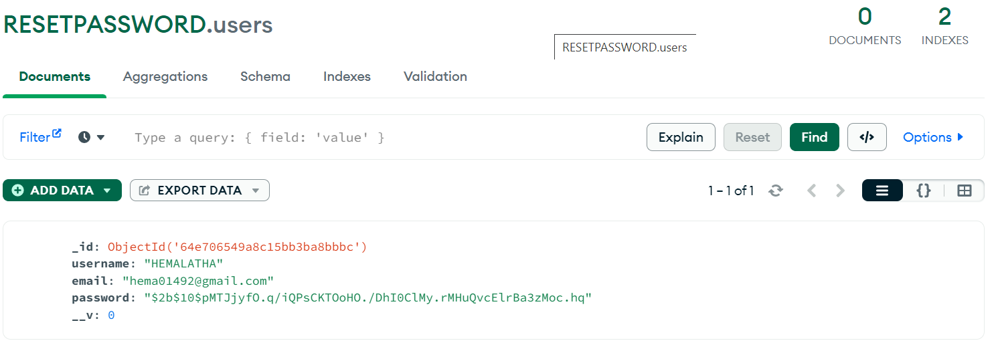 RESETPASSWORD.users
0
DOCUMENTS
2
INDEXES
RESETPASSWORD.users
Documents
Aggregations
Schema
Indexes
Validation
Filter
Type a query: { field: 'value' }
Explain
Reset
Find
</>
Options
ADD DATA
EXPORT DATA
1 – 1 of 1
{}
_id: ObjectId('64e706549a8c15bb3ba8bbbc')
username: "HEMALATHA"
email: "hema01492@gmail.com"
password: "$2b$10$pMTJjyfO.q/iQPsCKTOoHO./DhI0ClMy.rMHuQvcElrBa3zMoc.hq"
__v: 0